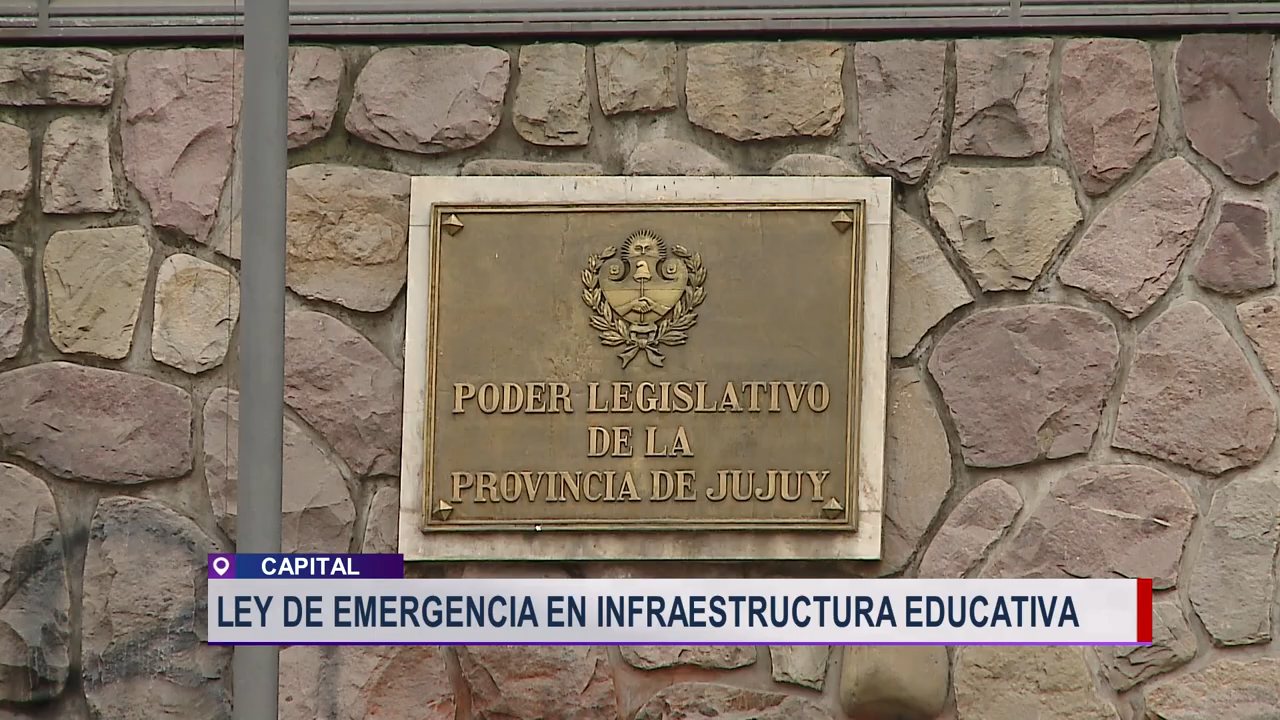 PODER LEGISLATIVO
DE LA
PROVINCIA DE JUJUY
CAPITAL
LEY DE EMERGENCIA EN INFRAESTRUCTURA EDUCATIVA